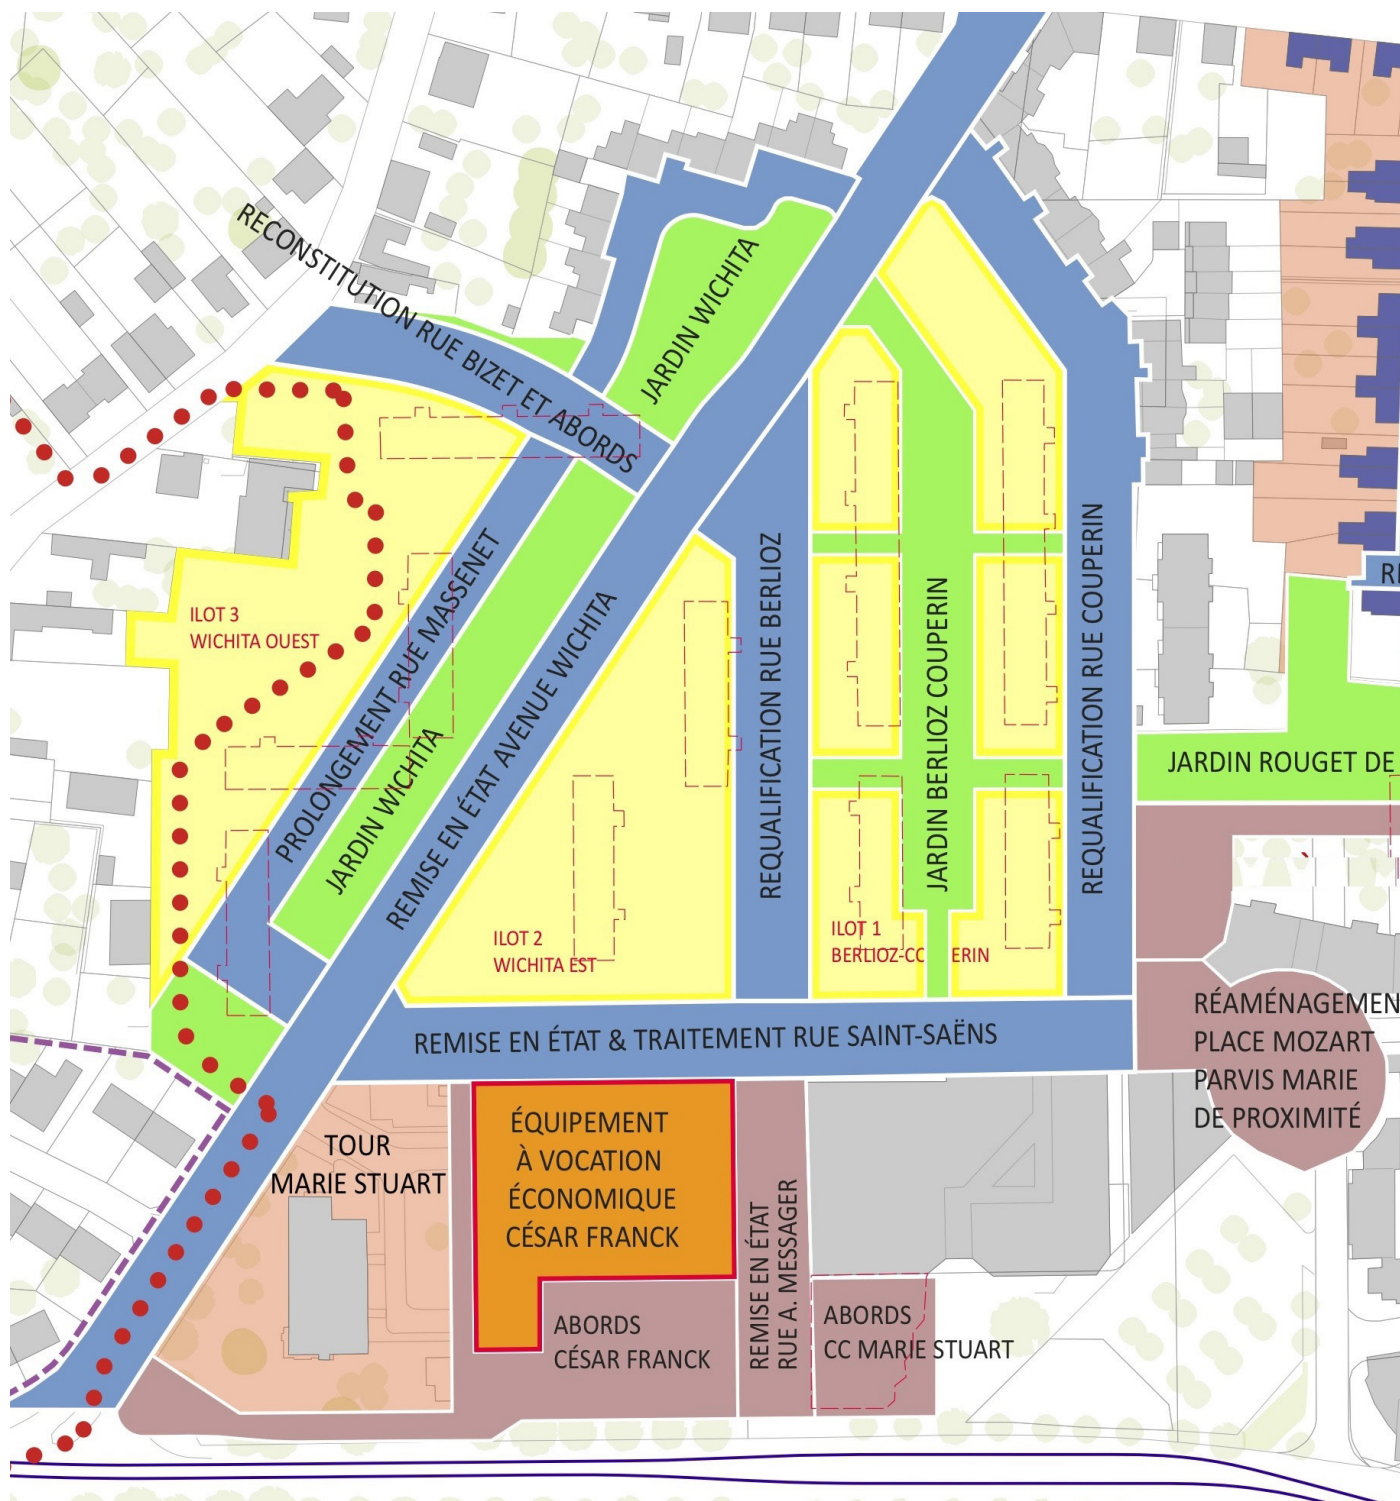 RECONSTITUTION RUE BIZET ET ABORDS
JARDIN WICHITA
ILOT 3
WICHITA OUEST
PROLONGEMENT RUE MASSENET
JARDIN WICHITA
REMISE EN ÉTAT AVENUE WICHITA
ILOT 2
WICHITA EST
REQUALIFICATION RUE BERLIOZ
ILOT 1
BERLIOZ-CC ERIN
JARDIN BERLIOZ COUPERIN
REQUALIFICATION RUE COUPERIN
JARDIN ROUGET DE
REMISE EN ÉTAT & TRAITEMENT RUE SAINT-SAËNS
RÉAMÉNAGEMEN
PLACE MOZART
PARVIS MARIE
DE PROXIMITÉ
TOUR
MARIE STUART
ÉQUIPEMENT
À VOCATION
ÉCONOMIQUE
CÉSAR FRANCK
ABORDS
CÉSAR FRANCK
REMISE EN ÉTAT
RUE A. MESSAGER
ABORDS
CC MARIE STUART